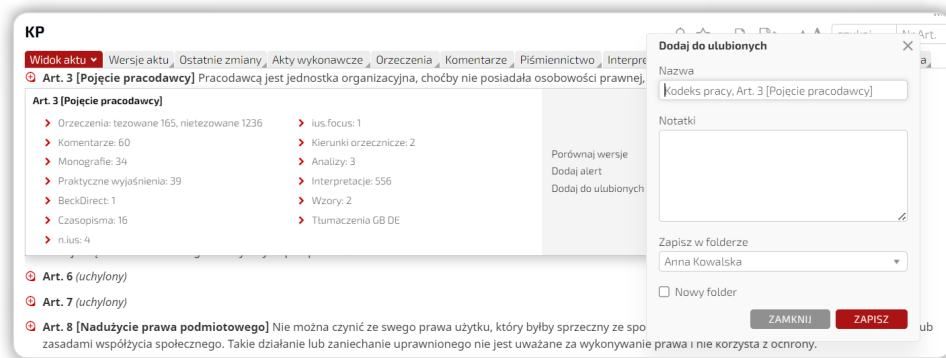 KP
Widok aktu Wersje aktu Ostatnie zmiany Akty wykonawcze Orzeczenia Komentarze Piśmiennictwo
Art. 3 [Pojęcie pracodawcy] Pracodawcą jest jednostka organizacyjna, choćby nie posiadała osobowości prawnej,
Art. 3 [Pojęcie pracodawcy]
Orzeczenia: tezowane 165, nietezowane 1236
Komentarze: 60
Monografie: 34
Praktyczne wyjaśnienia: 39
BeckDirect: 1
Czasopisma: 16
n.ius: 4
ius.focus: 1
Kierunki orzecznicze: 2
Analizy: 3
Interpretacje: 556
Wzory: 2
Tłumaczenia GB DE
Porównaj wersje
Dodaj alert
Dodaj do ulubionych
Art. 6 (uchylony)
Art. 7 (uchylony)
Art. 8 [Nadużycie prawa podmiotowego] Nie można czynić ze swego prawa użytku, który byłby sprzeczny ze lub
zasadami współżycia społecznego. Takie działanie lub zaniechanie uprawnionego nie jest uważane za wykonywanie prawa i nie korzysta z ochrony.
Dodaj do ulubionych
Nazwa
Kodeks pracy, Art. 3 [Pojęcie pracodawcy]
Notatki
Zapisz w folderze
Anna Kowalska
Nowy folder
ZAMKNIJ ZAPISZ